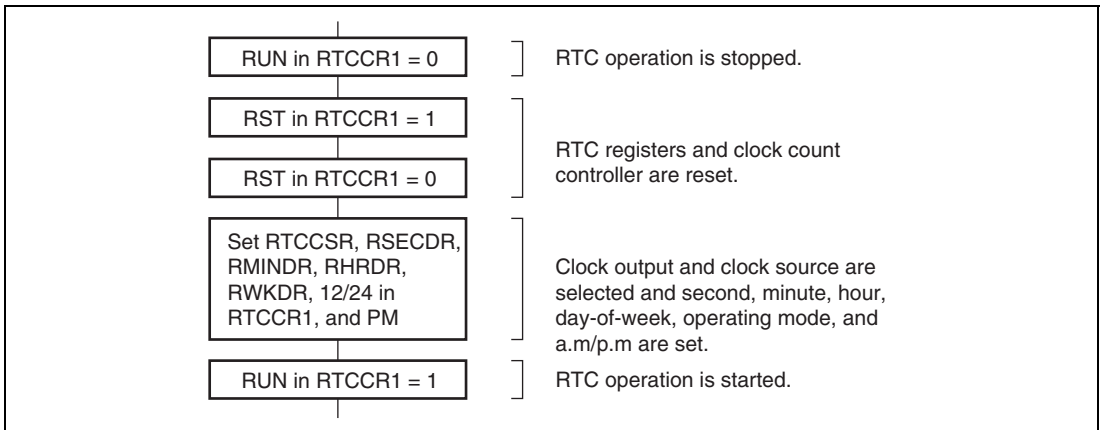 RUN in RTCCR1 = 0
RTC operation is stopped.
RST in RTCCR1 = 1
RST in RTCCR1 = 0
RTC registers and clock count
controller are reset.
Set RTCCSR, RSECDR,
RMINDR, RHRDR,
RWKDR, 12/24 in
RTCCR1, and PM
Clock output and clock source are
selected and second, minute, hour,
day-of-week, operating mode, and
a.m/p.m are set.
RUN in RTCCR1 = 1
RTC operation is started.